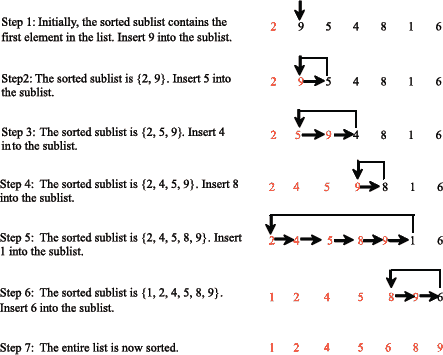 Step 1: Initially, the sorted sublist contains the
first element in the list. Insert 9 into the sublist.
2 9 5 4 8 1 6
Step2: The sorted sublist is {2, 9}. Insert 5 into
the sublist.
2 9 5 4 8 1 6
Step 3: The sorted sublist is {2, 5, 9}. Insert 4
into the sublist.
2 5 9 4 8 1 6
Step 4: The sorted sublist is {2, 4, 5, 9}. Insert 8
into the sublist.
2 4 5 9 8 1 6
Step 5: The sorted sublist is {2, 4, 5, 8, 9}. Insert
1 into the sublist.
2 4 5 8 9 1 6
Step 6: The sorted sublist is {1, 2, 4, 5, 8, 9}.
Insert 6 into the sublist.
1 2 4 5 8 9 6
Step 7: The entire list is now sorted.
1 2 4 5 6 8 9